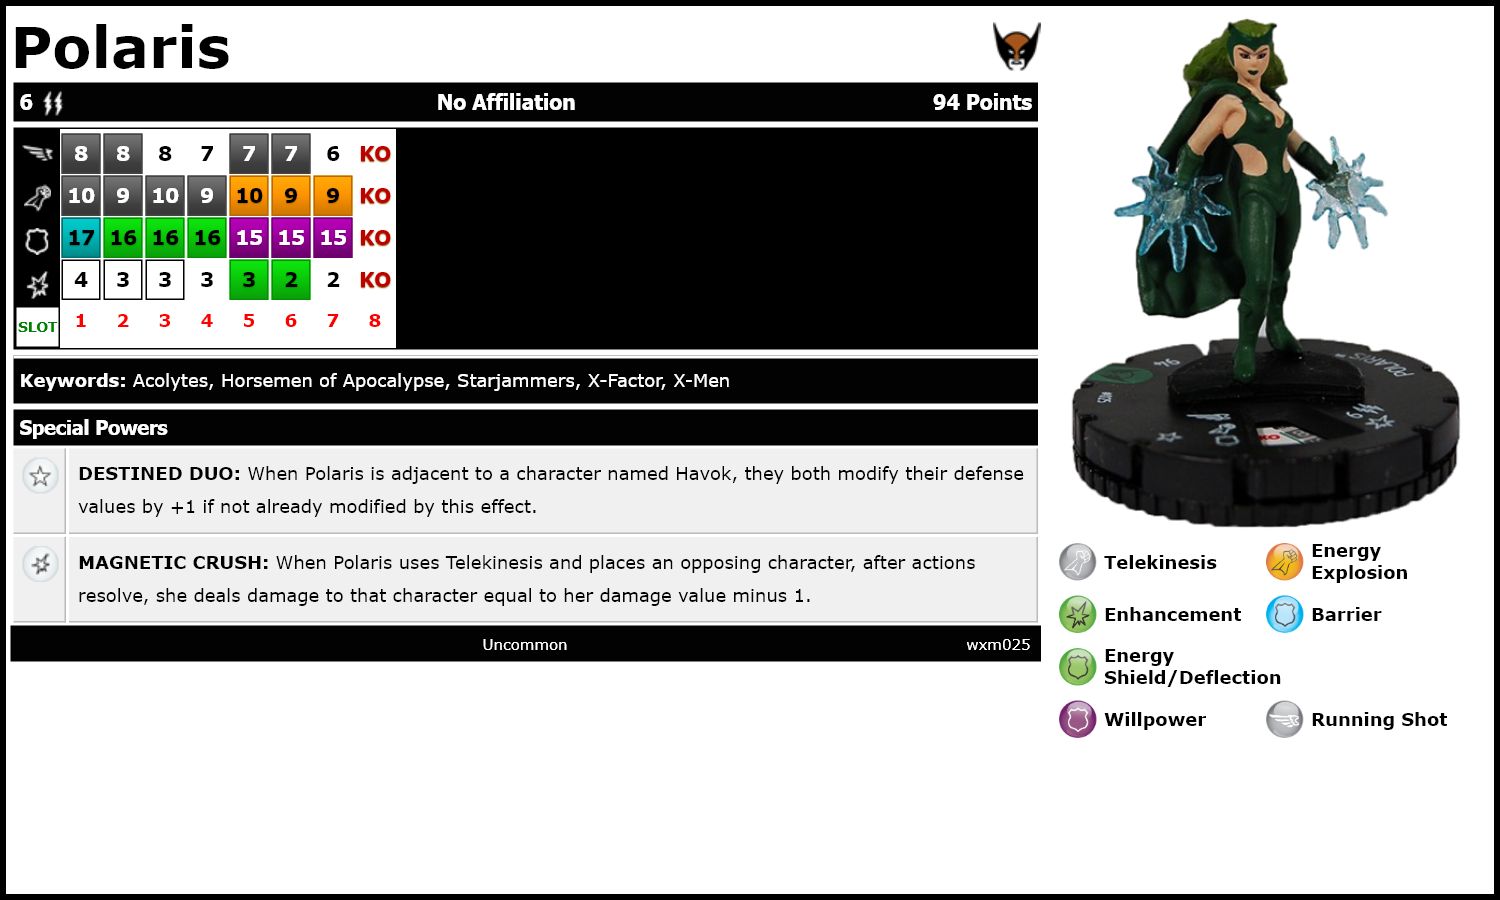 Polaris
6 No Affiliation 94 Points
8 8 8 7 7 7 6 KO
10 9 10 9 10 9 9 KO
17 16 16 16 15 15 15 KO
4 3 3 3 3 2 2 KO
SLOT 1 2 3 4 5 6 7 8
Keywords: Acolytes, Horsemen of Apocalypse, Starjammers, X-Factor, X-Men
Special Powers
DESTINED DUO: When Polaris is adjacent to a character named Havok, they both modify their defense
values by +1 if not already modified by this effect.
MAGNETIC CRUSH: When Polaris uses Telekinesis and places an opposing character, after actions
resolve, she deals damage to that character equal to her damage value minus 1.
Uncommon wxm025
POLARIS
94
#025
6
KO
Telekinesis
Energy
Explosion
Enhancement
Barrier
Energy
Shield/Deflection
Willpower
Running Shot